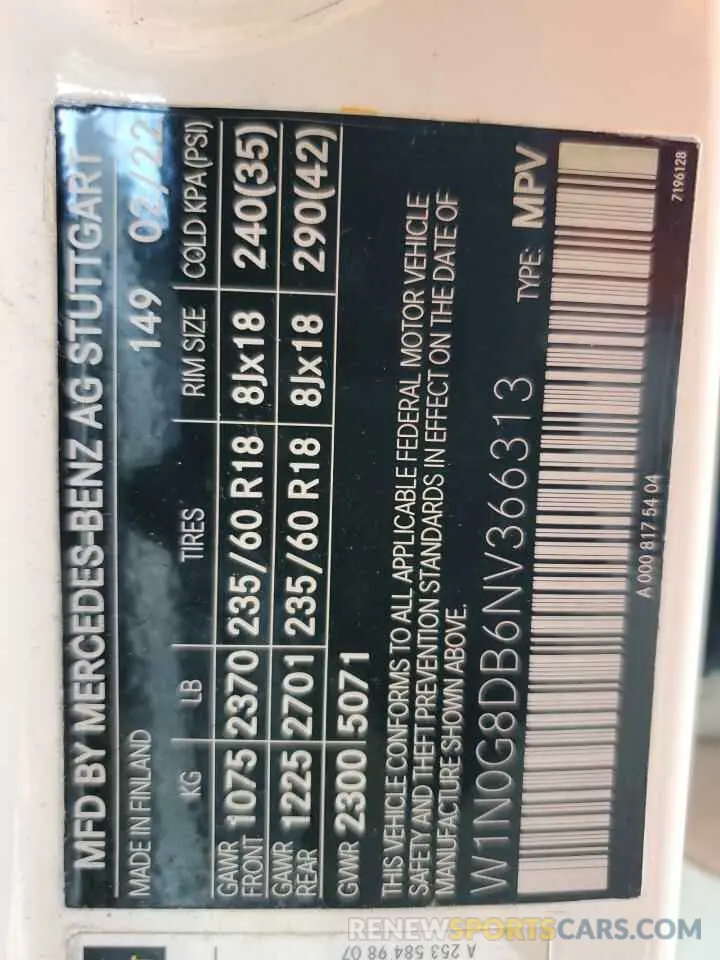 MFD BY MERCEDES-BENZ AG STUTTGART
MADE IN FINLAND 149 02/22
KG LB TIRES RIM SIZE COLD KPA (PSI)
GAWR FRONT 1075 2370 235/60 R18 8Jx18 240(35)
GAWR REAR 1225 2701 235/60 R18 8Jx18 290(42)
GVWR 2300 5071
THIS VEHICLE CONFORMS TO ALL APPLICABLE FEDERAL MOTOR VEHICLE
SAFETY AND THEFT PREVENTION STANDARDS IN EFFECT ON THE DATE OF
MANUFACTURE SHOWN ABOVE.
W1N0G8DB6NV366313 TYPE: MPV
A 000 817 54 04
7196128
A 253 584 98 07
RENEWSPORTSCARS.COM